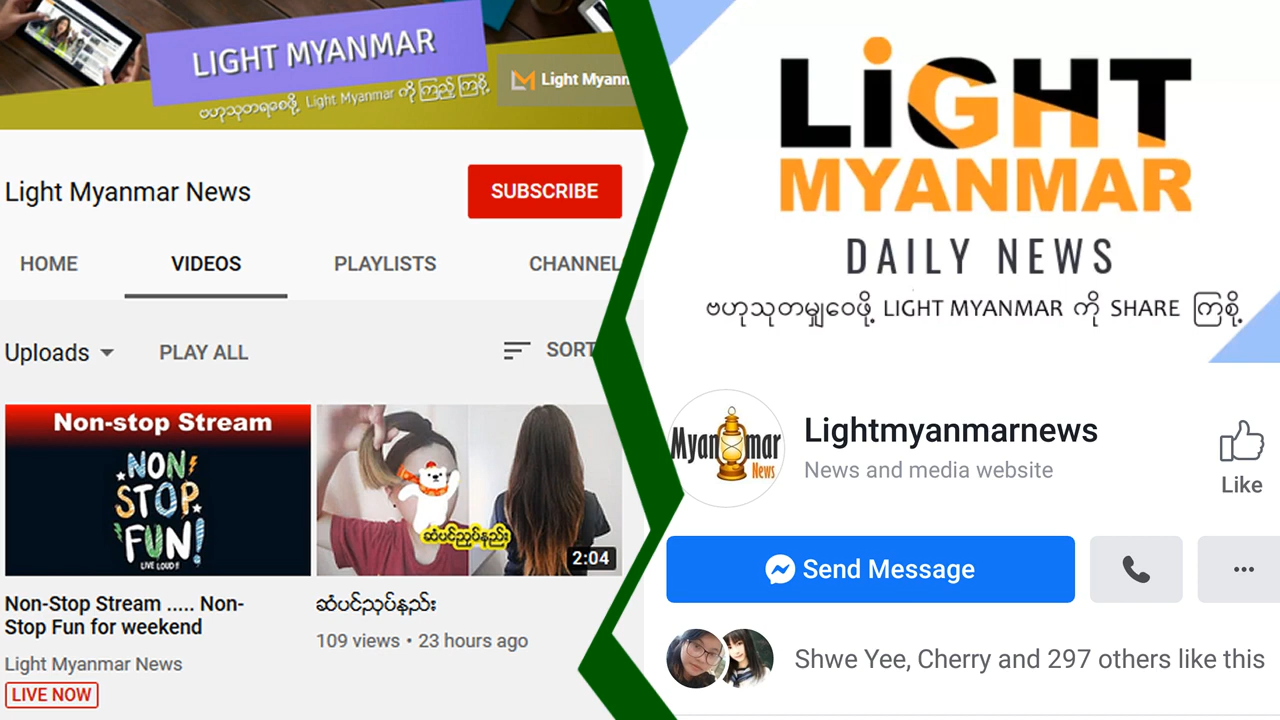 LIGHT MYANMAR
ဗဟုသုတရစေဖို့ Light Myanmar ကို ကြည့် ကြစို့
Light Myanm
Light Myanmar News
SUBSCRIBE
HOME VIDEOS PLAYLISTS CHANNEL
Uploads PLAY ALL SORT
Non-stop Stream
NON
STOP
FUN!
LIVE LOUD!!
ဆံပင်ညှပ်နည်း
2:04
Non-Stop Stream ..... Non-
Stop Fun for weekend
Light Myanmar News
LIVE NOW
ဆံပင်ညှပ်နည်း
109 views • 23 hours ago
LiGHT
MYANMAR
DAILY NEWS
ဗဟုသုတမျှဝေဖို့ LIGHT MYANMAR ကို SHARE ကြစို့
Myanmar
News
Lightmyanmarnews
News and media website
Like
Send Message
Shwe Yee, Cherry and 297 others like this